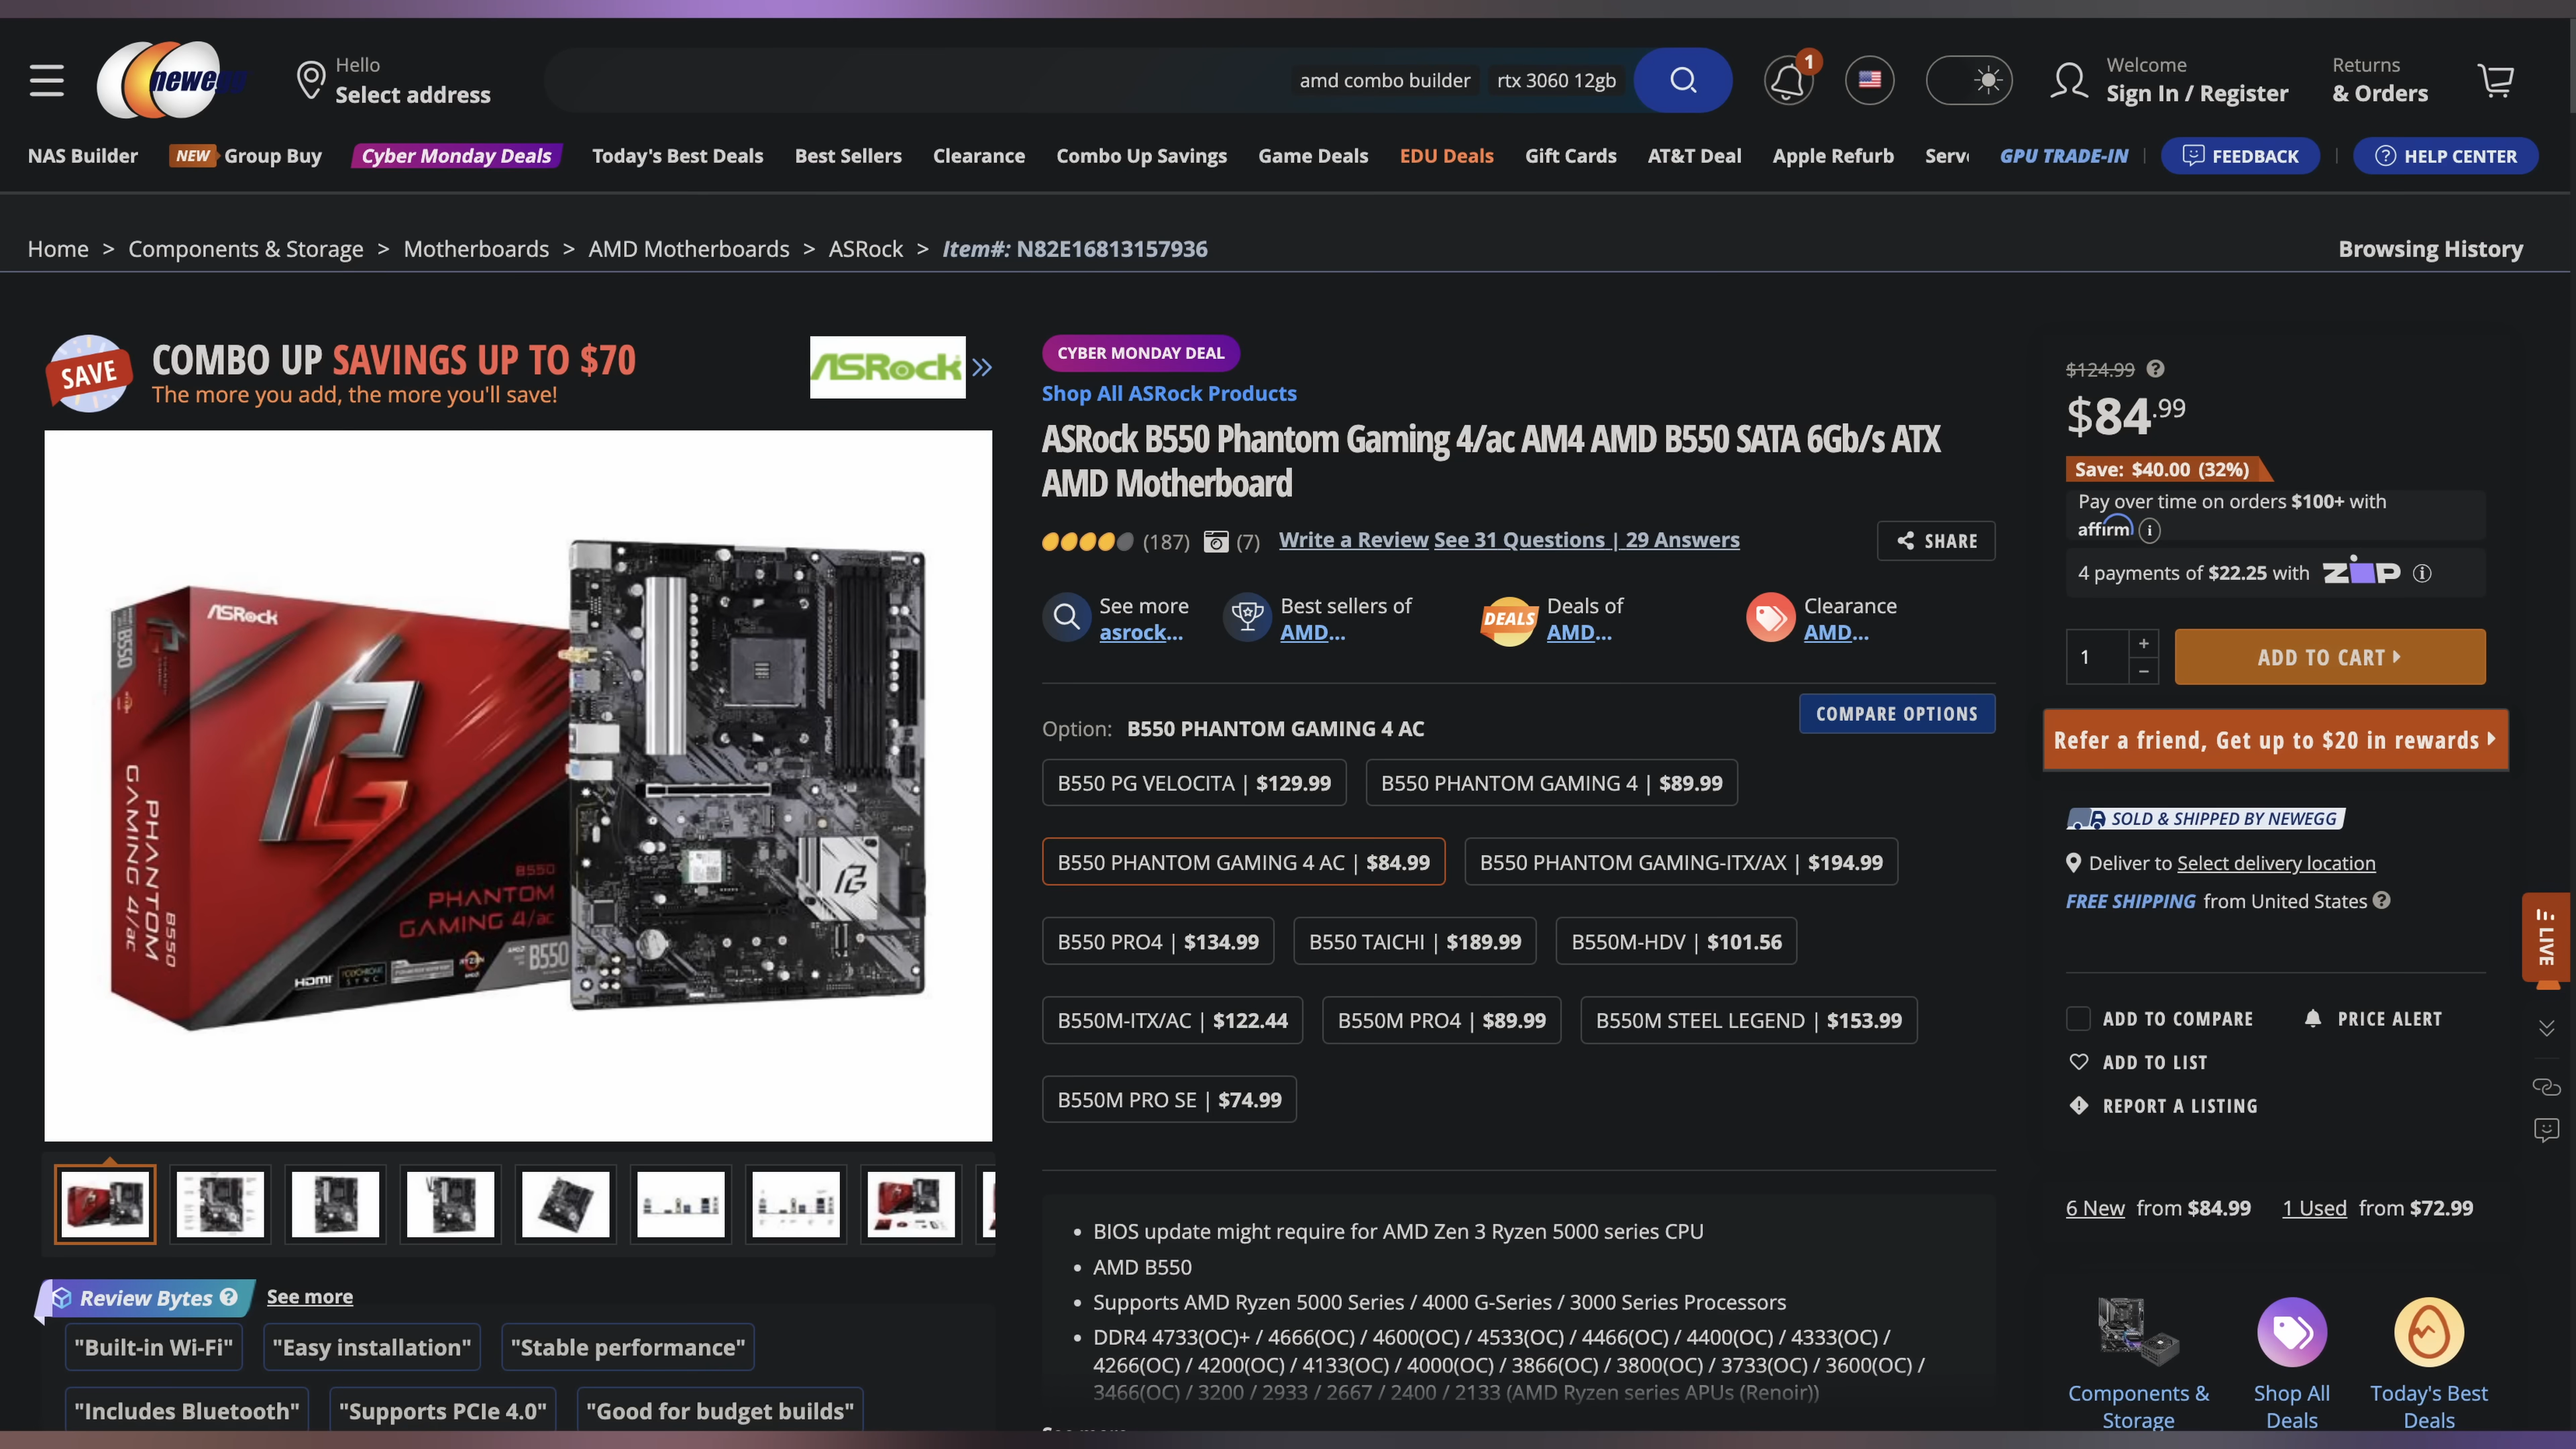 newegg
Hello
Select address
amd combo builder
rtx 3060 12gb
1
Welcome
Sign In / Register
Returns
& Orders
NAS Builder
NEW Group Buy
Cyber Monday Deals
Today's Best Deals
Best Sellers
Clearance
Combo Up Savings
Game Deals
EDU Deals
Gift Cards
AT&T Deal
Apple Refurb
GPU TRADE-IN
FEEDBACK
HELP CENTER
Home > Components & Storage > Motherboards > AMD Motherboards > ASRock > Item#: N82E16813157936
Browsing History
SAVE
COMBO UP SAVINGS UP TO $70
The more you add, the more you'll save!
ASRock
ASRock
B550
PHANTOM
GAMING 4/ac
B550
PHANTOM
GAMING 4/ac
HDMI
RYZEN
B550
CYBER MONDAY DEAL
Shop All ASRock Products
ASRock B550 Phantom Gaming 4/ac AM4 AMD B550 SATA 6Gb/s ATX
AMD Motherboard
(187) (7) Write a Review See 31 Questions | 29 Answers
SHARE
See more
asrock...
Best sellers of
AMD...
DEALS
Deals of
AMD...
Clearance
AMD...
Option: B550 PHANTOM GAMING 4 AC
COMPARE OPTIONS
B550 PG VELOCITA | $129.99
B550 PHANTOM GAMING 4 | $89.99
B550 PHANTOM GAMING 4 AC | $84.99
B550 PHANTOM GAMING-ITX/AX | $194.99
B550 PRO4 | $134.99
B550 TAICHI | $189.99
B550M-HDV | $101.56
B550M-ITX/AC | $122.44
B550M PRO4 | $89.99
B550M STEEL LEGEND | $153.99
B550M PRO SE | $74.99
• BIOS update might require for AMD Zen 3 Ryzen 5000 series CPU
• AMD B550
• Supports AMD Ryzen 5000 Series / 4000 G-Series / 3000 Series Processors
• DDR4 4733(OC)+ / 4666(OC) / 4600(OC) / 4533(OC) / 4466(OC) / 4400(OC) / 4333(OC) /
4266(OC) / 4200(OC) / 4133(OC) / 4000(OC) / 3866(OC) / 3800(OC) / 3733(OC) / 3600(OC) /
3466(OC) / 3200 / 2933 / 2667 / 2400 / 2133 (AMD Ryzen series APUs (Renoir))
Review Bytes
See more
"Built-in Wi-Fi"
"Easy installation"
"Stable performance"
"Includes Bluetooth"
"Supports PCIe 4.0"
"Good for budget builds"
$124.99
$84.99
Save: $40.00 (32%)
Pay over time on orders $100+ with
affirm
4 payments of $22.25 with ZIP
1 + −
ADD TO CART
Refer a friend, Get up to $20 in rewards
SOLD & SHIPPED BY NEWEGG
Deliver to Select delivery location
FREE SHIPPING from United States
LIVE
ADD TO COMPARE
PRICE ALERT
ADD TO LIST
REPORT A LISTING
6 New from $84.99
1 Used from $72.99
Components &
Storage
Shop All
Deals
Today's Best
Deals